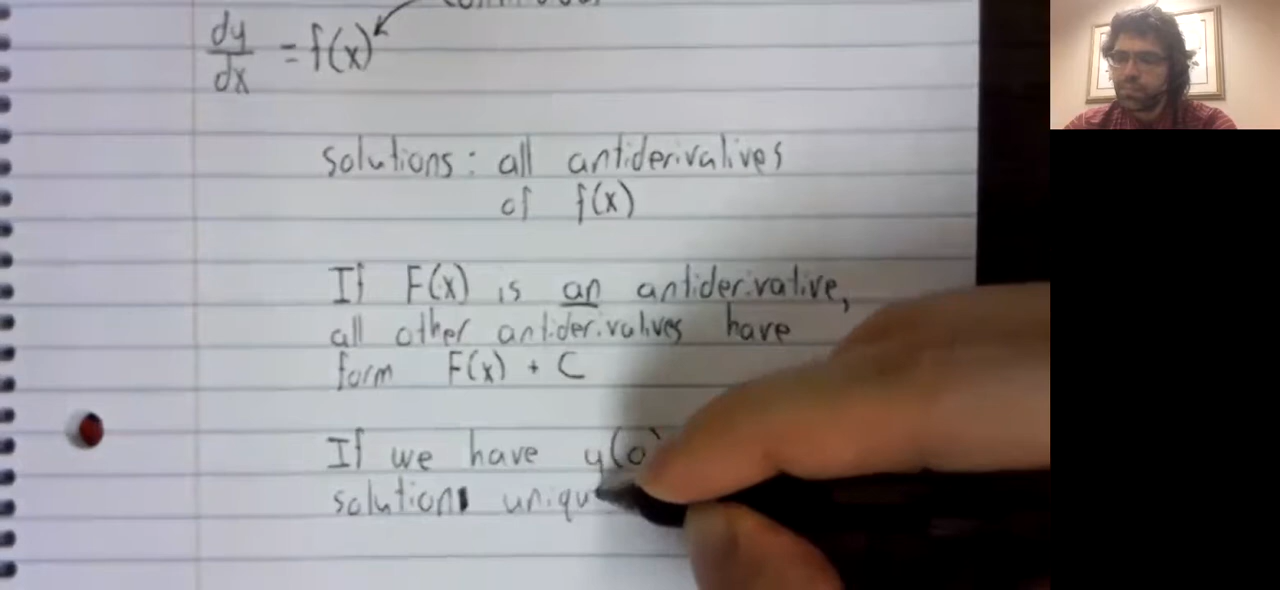 dy/dx = f(x)
solutions: all antiderivatives
of f(x)
If F(x) is an antiderivative,
all other antiderivatives have
form F(x) + C
If we have
solution